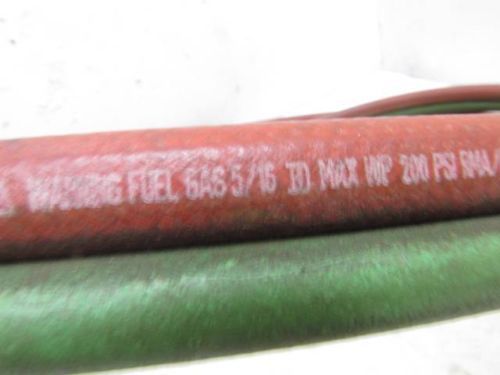 WARNING FUEL GAS 5/16 ID MAX WP 200 PSI RMA